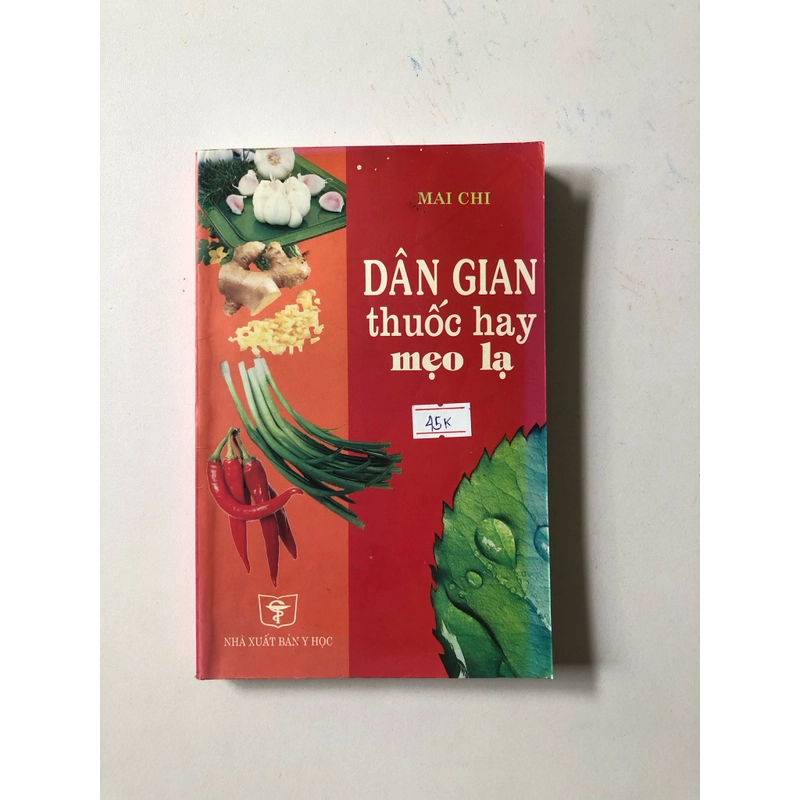 MAI CHI
DÂN GIAN
thuốc hay
mẹo lạ
45K
NHÀ XUẤT BẢN Y HỌC